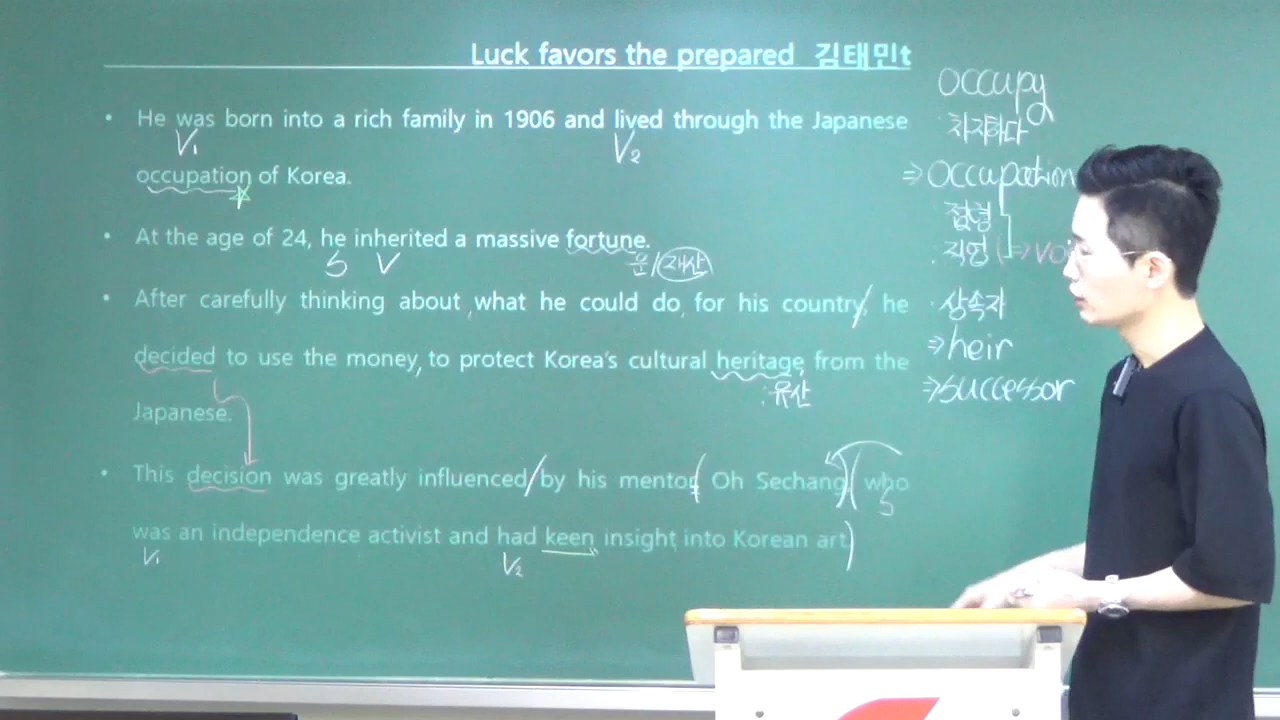 Luck favors the prepared 김태민t
• He was born into a rich family in 1906 and lived through the Japanese
V₁ V₂
occupation of Korea.
• At the age of 24, he inherited a massive fortune.
S V 운/재산
• After carefully thinking about what he could do for his country, he
decided to use the money to protect Korea's cultural heritage from the
: 유산
Japanese.
• This decision was greatly influenced by his mentor Oh Sechang who
S
was an independence activist and had keen insight into Korean art
V₁ V₂
occupy
차지하다
⇒ occupation
점령
직업 ⇒
상속자
⇒ heir
⇒ successor